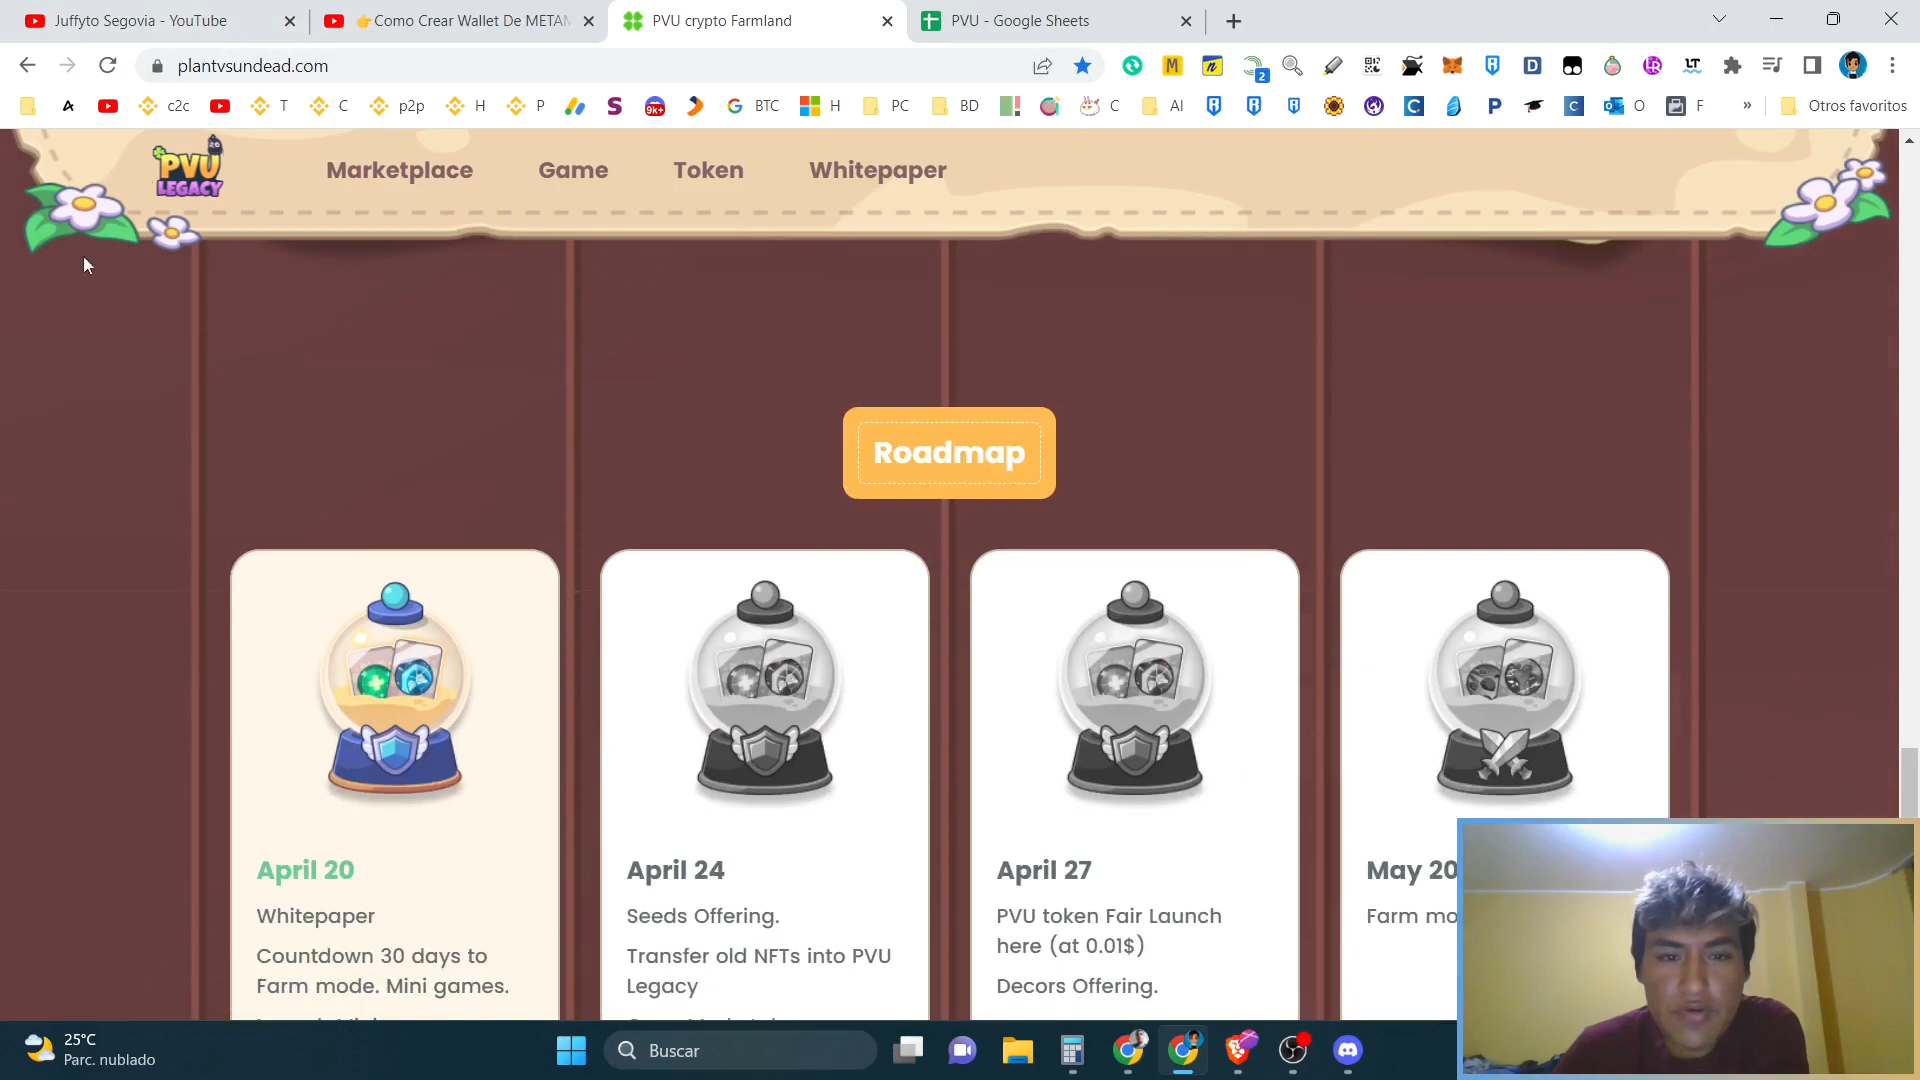 Juffyto Segovia - YouTube
👉Como Crear Wallet De METAM
PVU crypto Farmland
PVU - Google Sheets
plantvsundead.com
2
c2c
T
C
p2p
H
P
9k+
BTC
H
PC
BD
C
AI
O
F
»
Otros favoritos
PVU
LEGACY
Marketplace
Game
Token
Whitepaper
Roadmap
April 20
Whitepaper
Countdown 30 days to
Farm mode. Mini games.
April 24
Seeds Offering.
Transfer old NFTs into PVU
Legacy
April 27
PVU token Fair Launch
here (at 0.01$)
Decors Offering.
May 20
Farm mo
25°C
Parc. nublado
Buscar